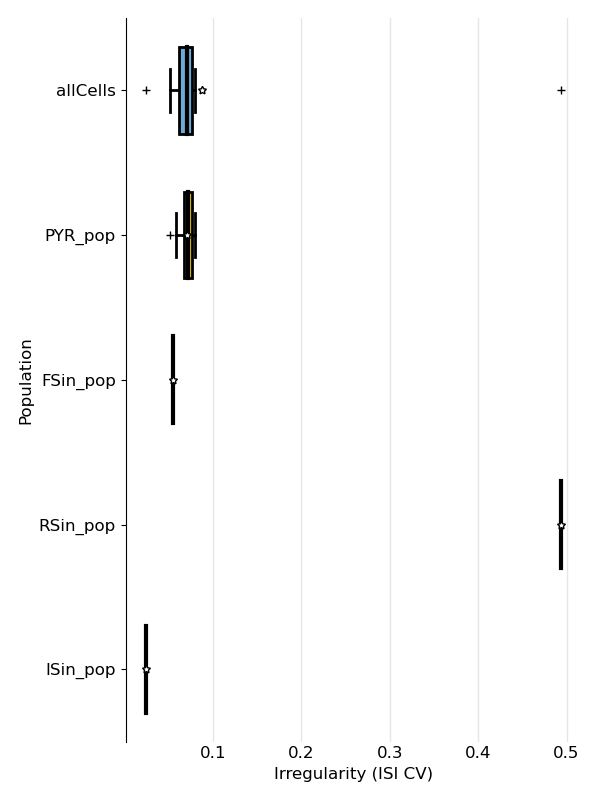 allCells
PYR_pop
FSin_pop
RSin_pop
ISin_pop
Population
0.1 0.2 0.3 0.4 0.5
Irregularity (ISI CV)